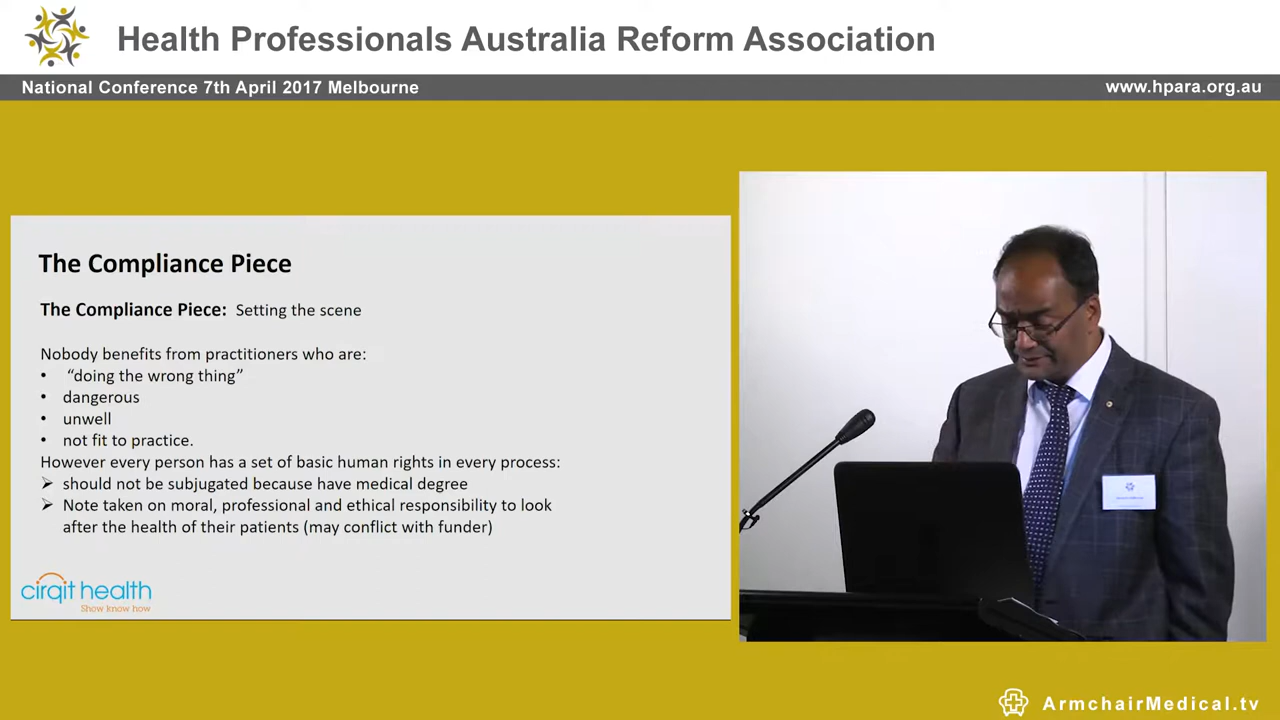 Health Professionals Australia Reform Association
National Conference 7th April 2017 Melbourne
www.hpara.org.au
The Compliance Piece
The Compliance Piece: Setting the scene
Nobody benefits from practitioners who are:
• “doing the wrong thing”
• dangerous
• unwell
• not fit to practice.
However every person has a set of basic human rights in every process:
➢ should not be subjugated because have medical degree
➢ Note taken on moral, professional and ethical responsibility to look
after the health of their patients (may conflict with funder)
cirqit health
Show know how
ArmchairMedical.tv